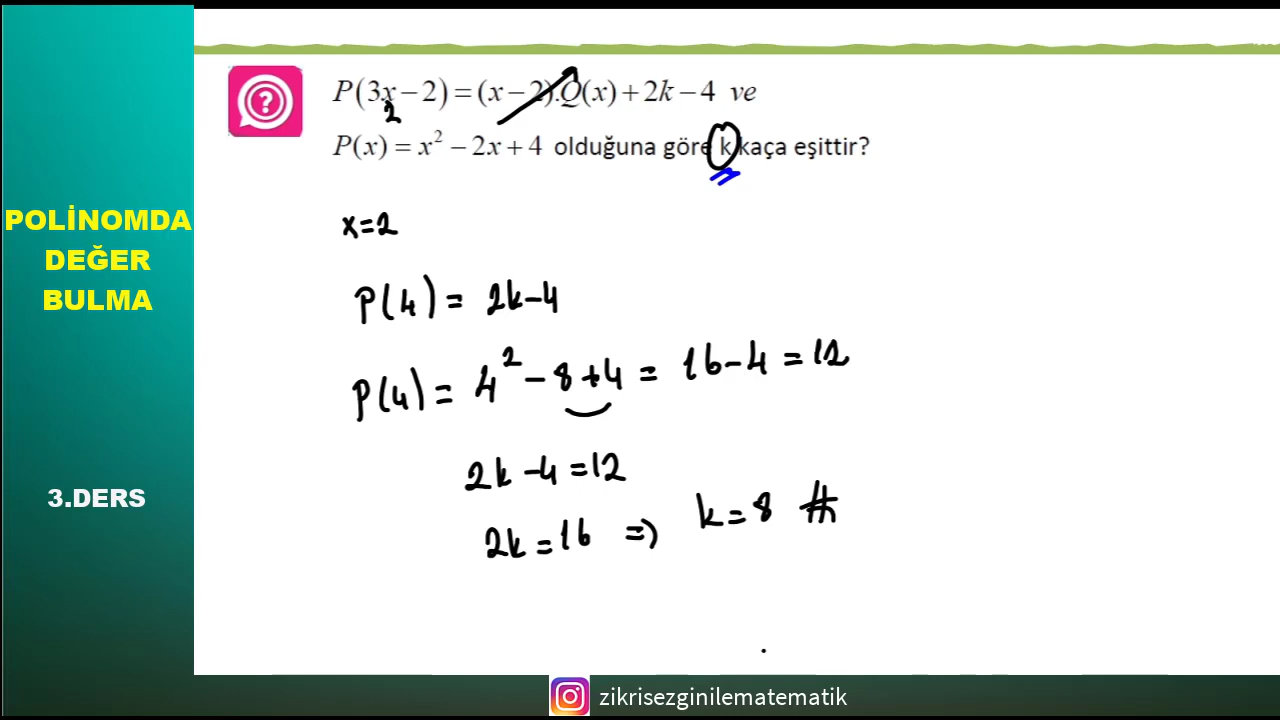 POLİNOMDA
DEĞER
BULMA
3.DERS
P(3x − 2) = (x − 2).Q(x) + 2k − 4 ve
2
P(x) = x² − 2x + 4 olduğuna göre k kaça eşittir?
x=2
P(4) = 2k-4
P(4) = 4² - 8 + 4 = 16 - 4 = 12
2k - 4 = 12
2k = 16 ⇒ k = 8 #
zikrisezginilematematik